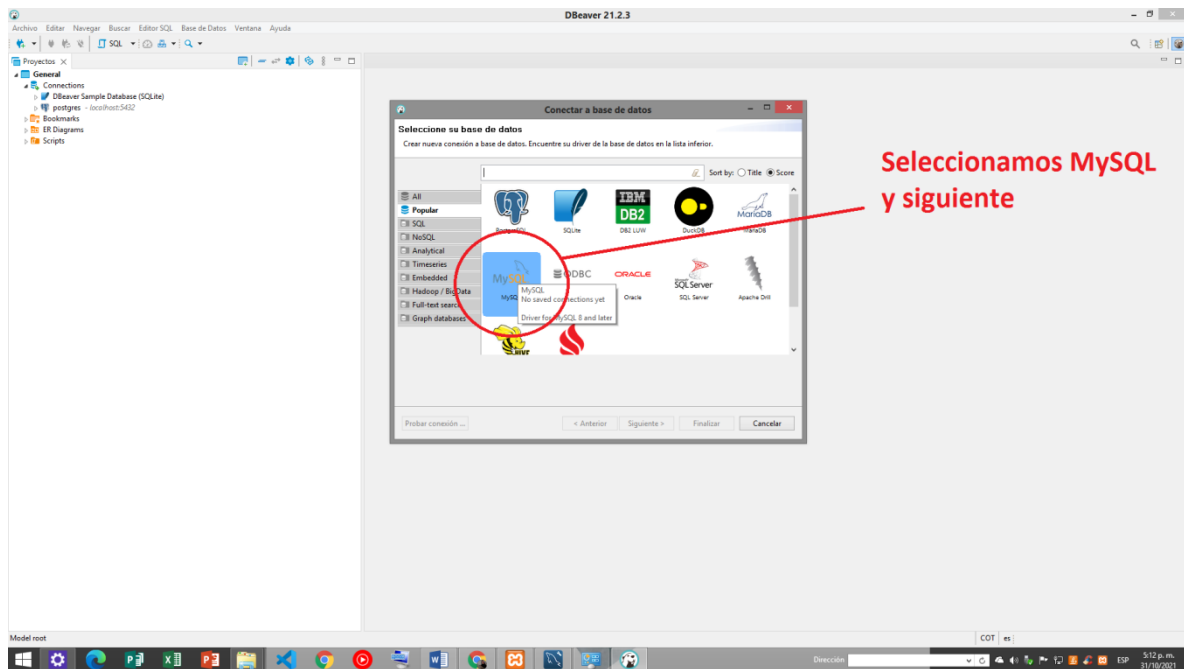 DBeaver 21.2.3
Archivo Editar Navegar Buscar Editor SQL Base de Datos Ventana Ayuda
SQL
Proyectos
General
Connections
DBeaver Sample Database (SQLite)
postgres - localhost:5432
Bookmarks
ER Diagrams
Scripts
Conectar a base de datos
Seleccione su base de datos
Crear nueva conexión a base de datos. Encuentre su driver de la base de datos en la lista inferior.
Sort by: Title Score
All
Popular
SQL
NoSQL
Analytical
Timeseries
Embedded
Hadoop / BigData
Full-text search
Graph databases
IBM
DB2
MariaDB
PostgreSQL SQLite DB2 LUW DuckDB MariaDB
MySQL ODBC ORACLE SQL Server
Oracle SQL Server Apache Drill
MySQL
No saved connections yet
Driver for MySQL 8 and later
HIVE
Probar conexión ... < Anterior Siguiente > Finalizar Cancelar
Seleccionamos MySQL
y siguiente
Model root
COT es
Dirección
ESP
5:12 p. m.
31/10/2021